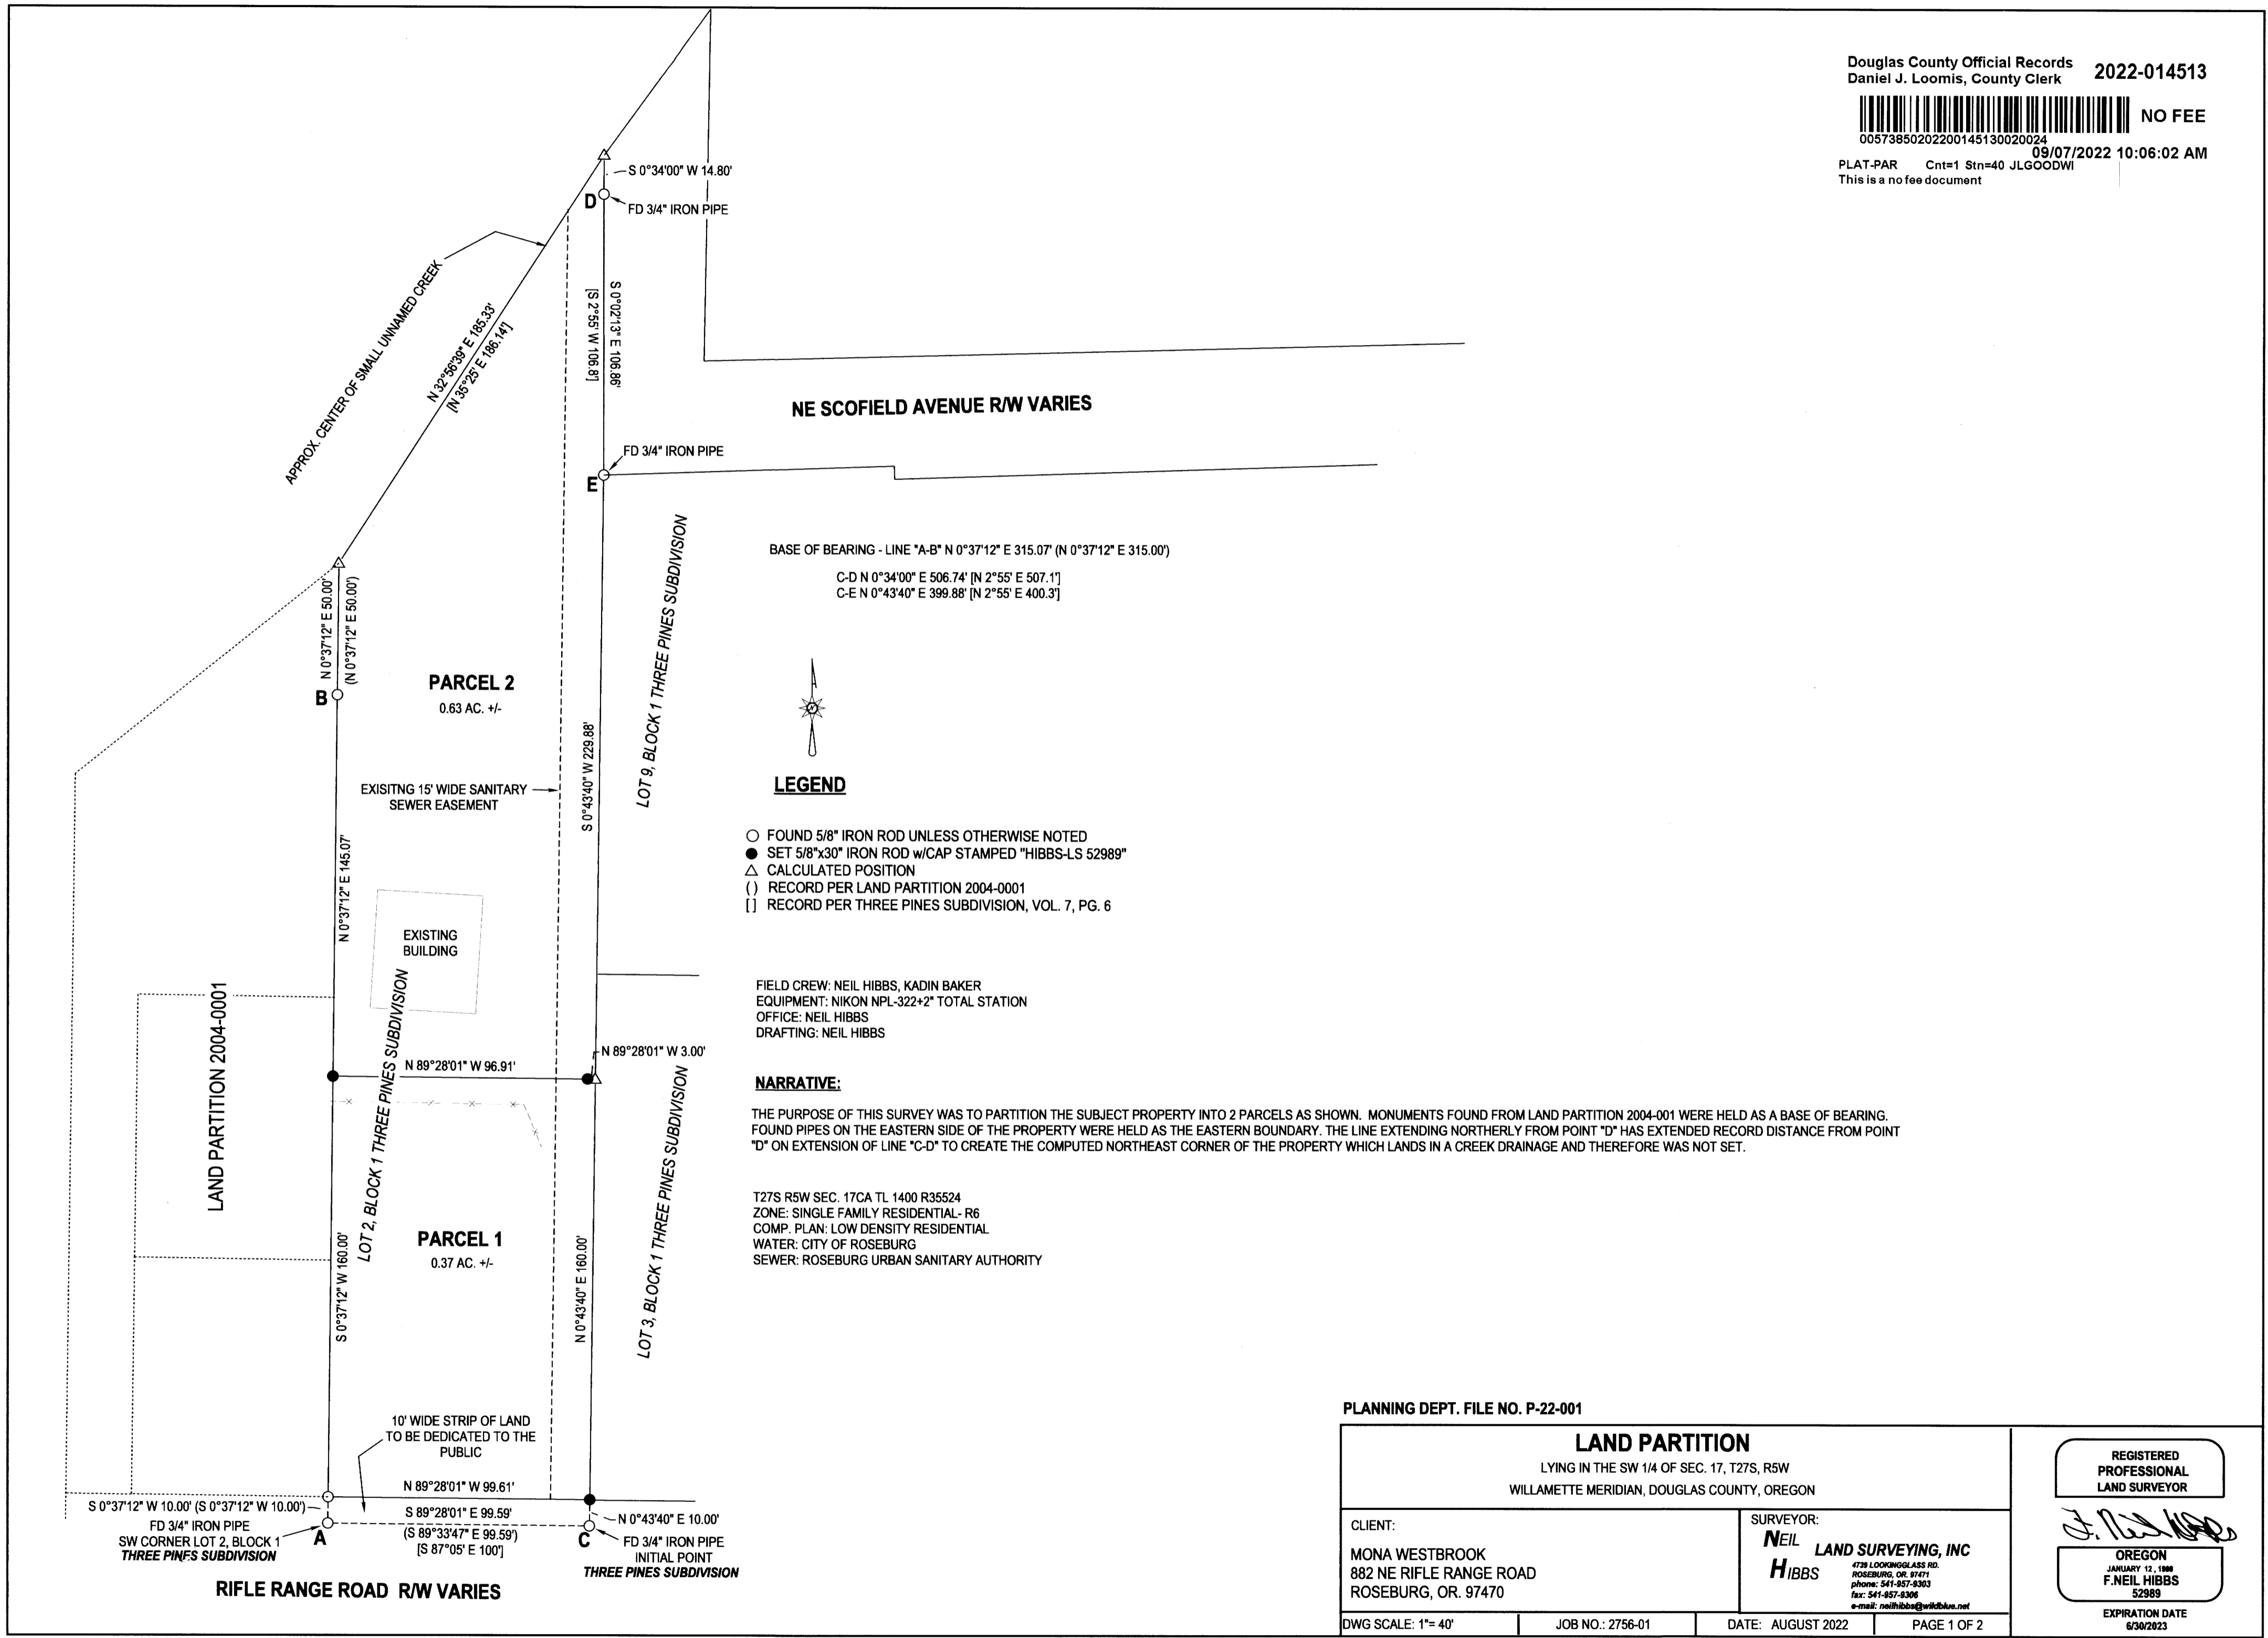 Douglas County Official Records
Daniel J. Loomis, County Clerk
2022-014513
NO FEE
00573850202200145130020024
09/07/2022 10:06:02 AM
PLAT-PAR Cnt=1 Stn=40 JLGOODWI
This is a no fee document
S 0°34'00" W 14.80'
D
FD 3/4" IRON PIPE
APPROX. CENTER OF SMALL UNNAMED CREEK
N 32°56'39" E 185.33'
[N 35°25' E 186.14']
S 0°02'13" E 106.86'
[S 2°55' W 106.8']
NE SCOFIELD AVENUE R/W VARIES
FD 3/4" IRON PIPE
E
BASE OF BEARING - LINE "A-B" N 0°37'12" E 315.07' (N 0°37'12" E 315.00')
C-D N 0°34'00" E 506.74' [N 2°55' E 507.1']
C-E N 0°43'40" E 399.88' [N 2°55' E 400.3']
N 0°37'12" E 50.00'
(N 0°37'12" E 50.00')
B
PARCEL 2
0.63 AC. +/-
LOT 9, BLOCK 1 THREE PINES SUBDIVISION
S 0°43'40" W 229.88'
EXISITNG 15' WIDE SANITARY
SEWER EASEMENT
N 0°37'12" E 145.07'
EXISTING
BUILDING
LEGEND
FOUND 5/8" IRON ROD UNLESS OTHERWISE NOTED
SET 5/8"x30" IRON ROD w/CAP STAMPED "HIBBS-LS 52989"
CALCULATED POSITION
( ) RECORD PER LAND PARTITION 2004-0001
[ ] RECORD PER THREE PINES SUBDIVISION, VOL. 7, PG. 6
FIELD CREW: NEIL HIBBS, KADIN BAKER
EQUIPMENT: NIKON NPL-322+2" TOTAL STATION
OFFICE: NEIL HIBBS
DRAFTING: NEIL HIBBS
LAND PARTITION 2004-0001
LOT 2, BLOCK 1 THREE PINES SUBDIVISION
N 89°28'01" W 96.91'
N 89°28'01" W 3.00'
NARRATIVE:
THE PURPOSE OF THIS SURVEY WAS TO PARTITION THE SUBJECT PROPERTY INTO 2 PARCELS AS SHOWN. MONUMENTS FOUND FROM LAND PARTITION 2004-001 WERE HELD AS A BASE OF BEARING.
FOUND PIPES ON THE EASTERN SIDE OF THE PROPERTY WERE HELD AS THE EASTERN BOUNDARY. THE LINE EXTENDING NORTHERLY FROM POINT "D" HAS EXTENDED RECORD DISTANCE FROM POINT
"D" ON EXTENSION OF LINE "C-D" TO CREATE THE COMPUTED NORTHEAST CORNER OF THE PROPERTY WHICH LANDS IN A CREEK DRAINAGE AND THEREFORE WAS NOT SET.
T27S R5W SEC. 17CA TL 1400 R35524
ZONE: SINGLE FAMILY RESIDENTIAL- R6
COMP. PLAN: LOW DENSITY RESIDENTIAL
WATER: CITY OF ROSEBURG
SEWER: ROSEBURG URBAN SANITARY AUTHORITY
PARCEL 1
0.37 AC. +/-
S 0°37'12" W 160.00'
N 0°43'40" E 160.00'
LOT 3, BLOCK 1 THREE PINES SUBDIVISION
10' WIDE STRIP OF LAND
TO BE DEDICATED TO THE
PUBLIC
N 89°28'01" W 99.61'
S 0°37'12" W 10.00' (S 0°37'12" W 10.00')
S 89°28'01" E 99.59'
(S 89°33'47" E 99.59')
[S 87°05' E 100']
N 0°43'40" E 10.00'
FD 3/4" IRON PIPE
SW CORNER LOT 2, BLOCK 1
THREE PINES SUBDIVISION
A
C
FD 3/4" IRON PIPE
INITIAL POINT
THREE PINES SUBDIVISION
RIFLE RANGE ROAD R/W VARIES
PLANNING DEPT. FILE NO. P-22-001
LAND PARTITION
LYING IN THE SW 1/4 OF SEC. 17, T27S, R5W
WILLAMETTE MERIDIAN, DOUGLAS COUNTY, OREGON
CLIENT:
MONA WESTBROOK
882 NE RIFLE RANGE ROAD
ROSEBURG, OR. 97470
SURVEYOR:
NEIL
HIBBS
LAND SURVEYING, INC
4739 LOOKINGGLASS RD.
ROSEBURG, OR. 97471
phone: 541-957-9303
fax: 541-957-9306
e-mail: neilhibbs@wildblue.net
DWG SCALE: 1"= 40'
JOB NO.: 2756-01
DATE: AUGUST 2022
PAGE 1 OF 2
REGISTERED
PROFESSIONAL
LAND SURVEYOR
F. Neil Hibbs
OREGON
JANUARY 12, 1998
F.NEIL HIBBS
52989
EXPIRATION DATE
6/30/2023